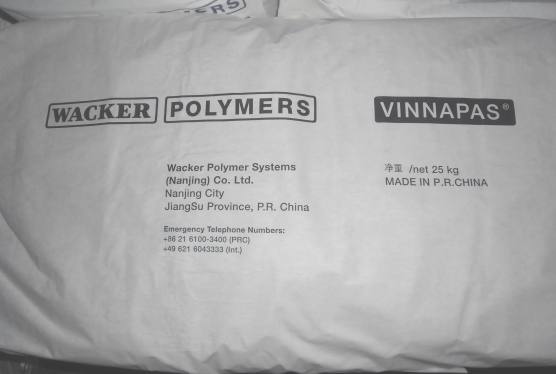 ERS
WACKER POLYMERS
VINNAPAS®
Wacker Polymer Systems
(Nanjing) Co. Ltd.
Nanjing City
JiangSu Province, P.R. China
净重 /net 25 kg
MADE IN P.R.CHINA
Emergency Telephone Numbers:
+86 21 6100-3400 (PRC)
+49 621 6043333 (Int.)